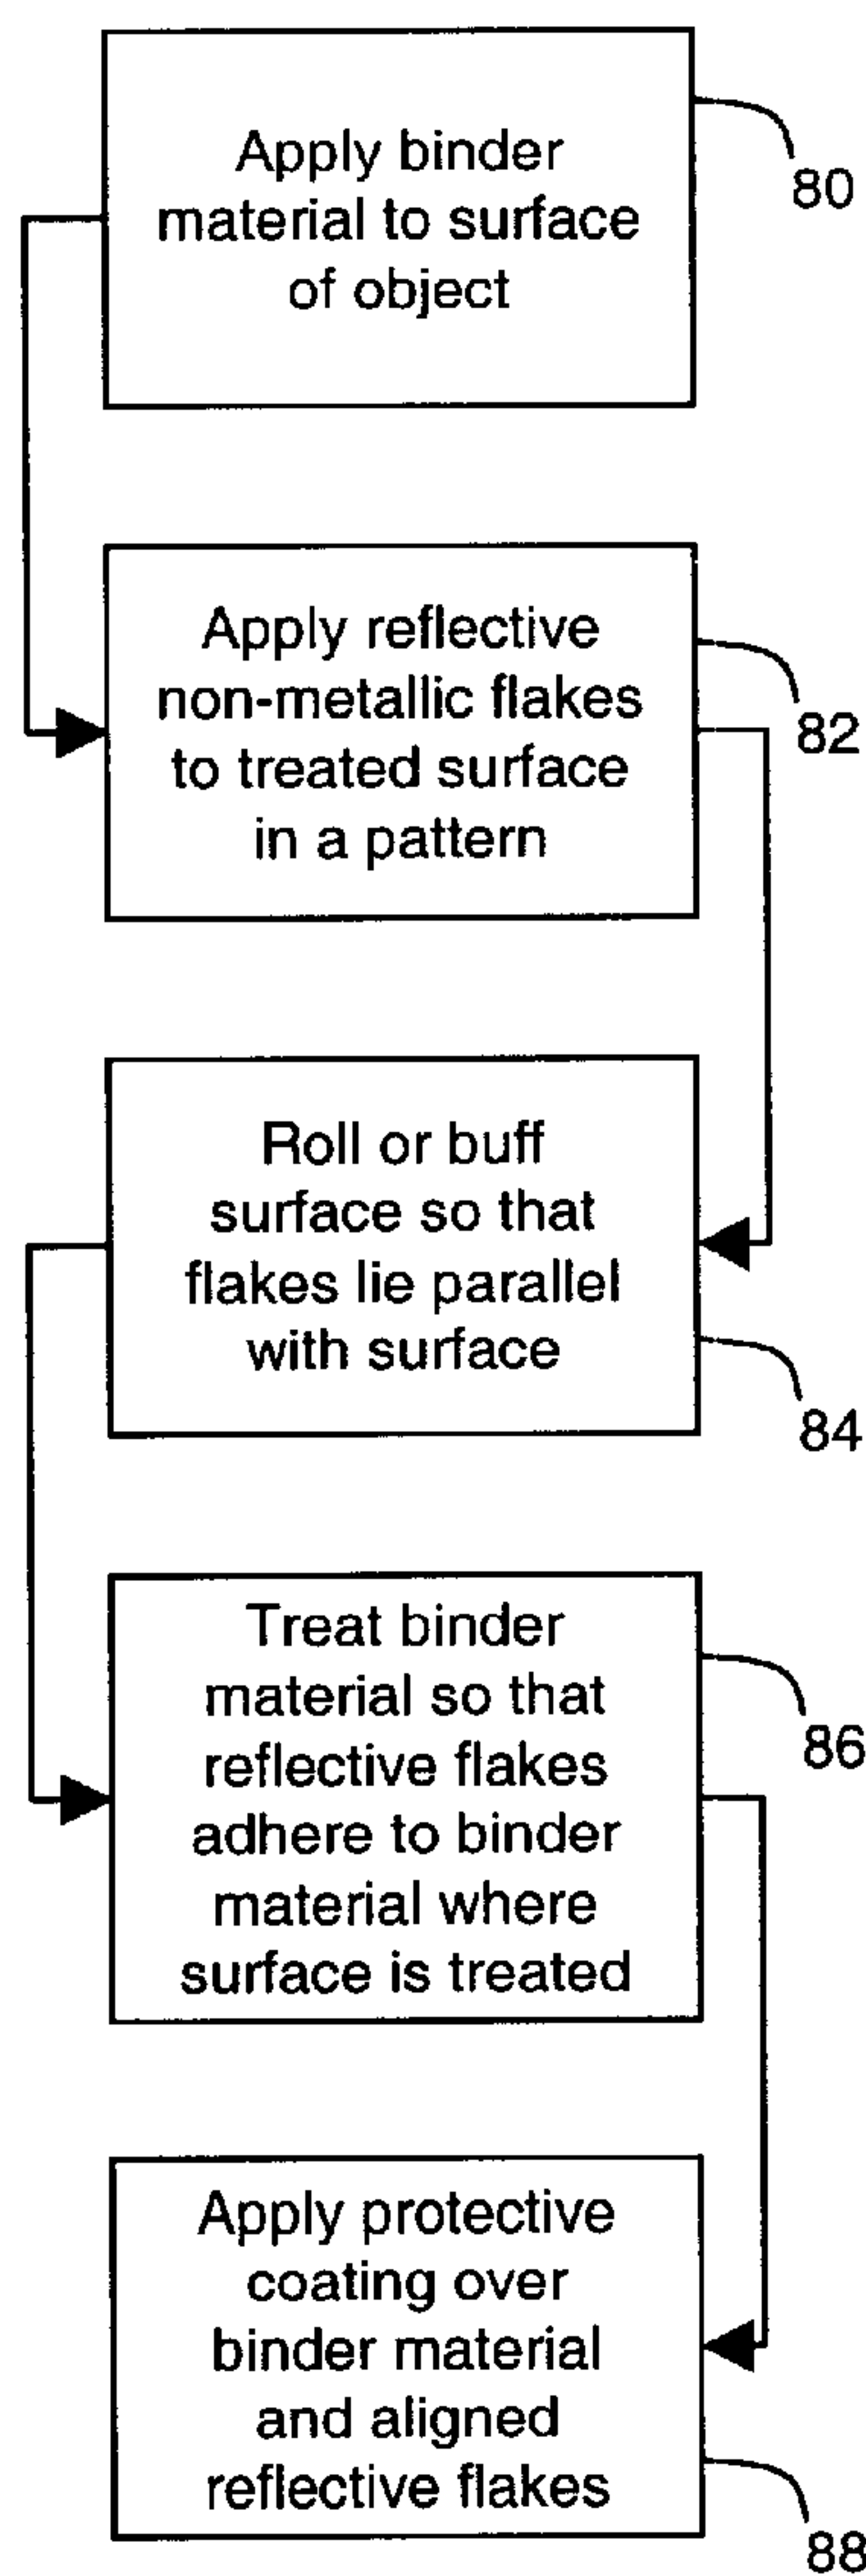 Apply binder
material to surface
of object
80
Apply reflective
non-metallic flakes
to treated surface
in a pattern
82
Roll or buff
surface so that
flakes lie parallel
with surface
84
Treat binder
material so that
reflective flakes
adhere to binder
material where
surface is treated
86
Apply protective
coating over
binder material
and aligned
reflective flakes
88